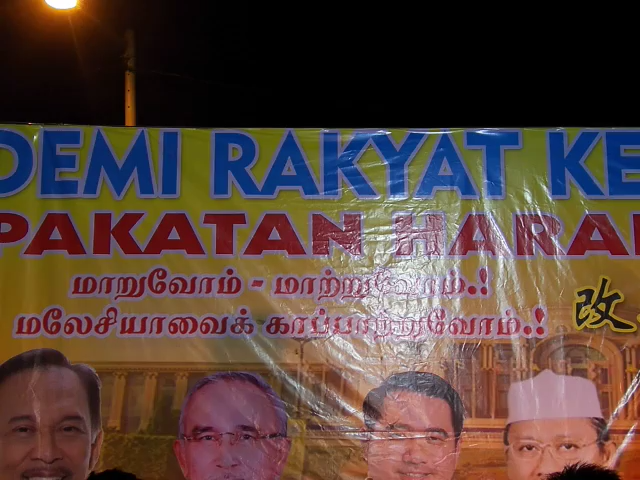 DEMI RAKYAT KE
PAKATAN HARA
மாறுவோம் - மாற்றுவோம்.!
மலேசியாவைக் காப்பாற்றுவோம்.!
改